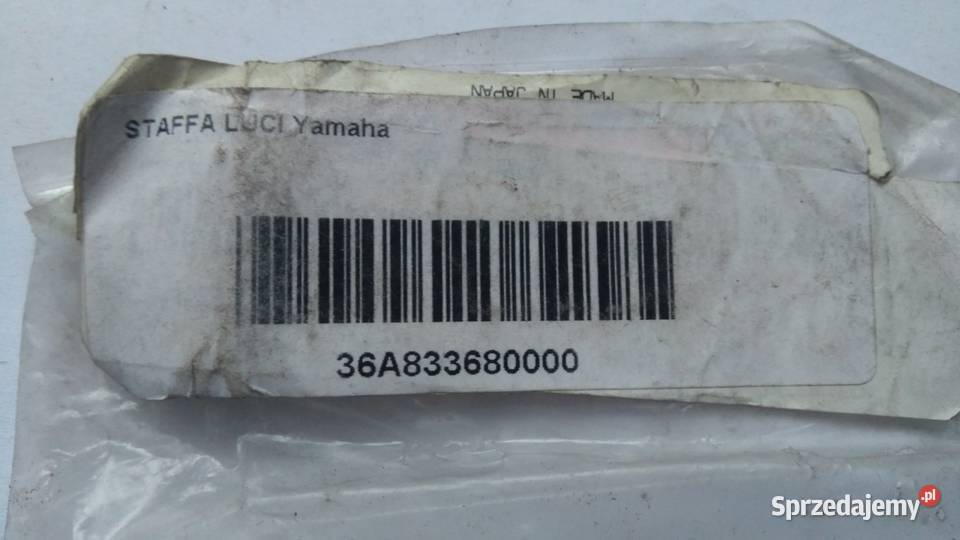 MADE IN JAPAN
STAFFA LUCI Yamaha
36A833680000
Sprzedajemy.pl